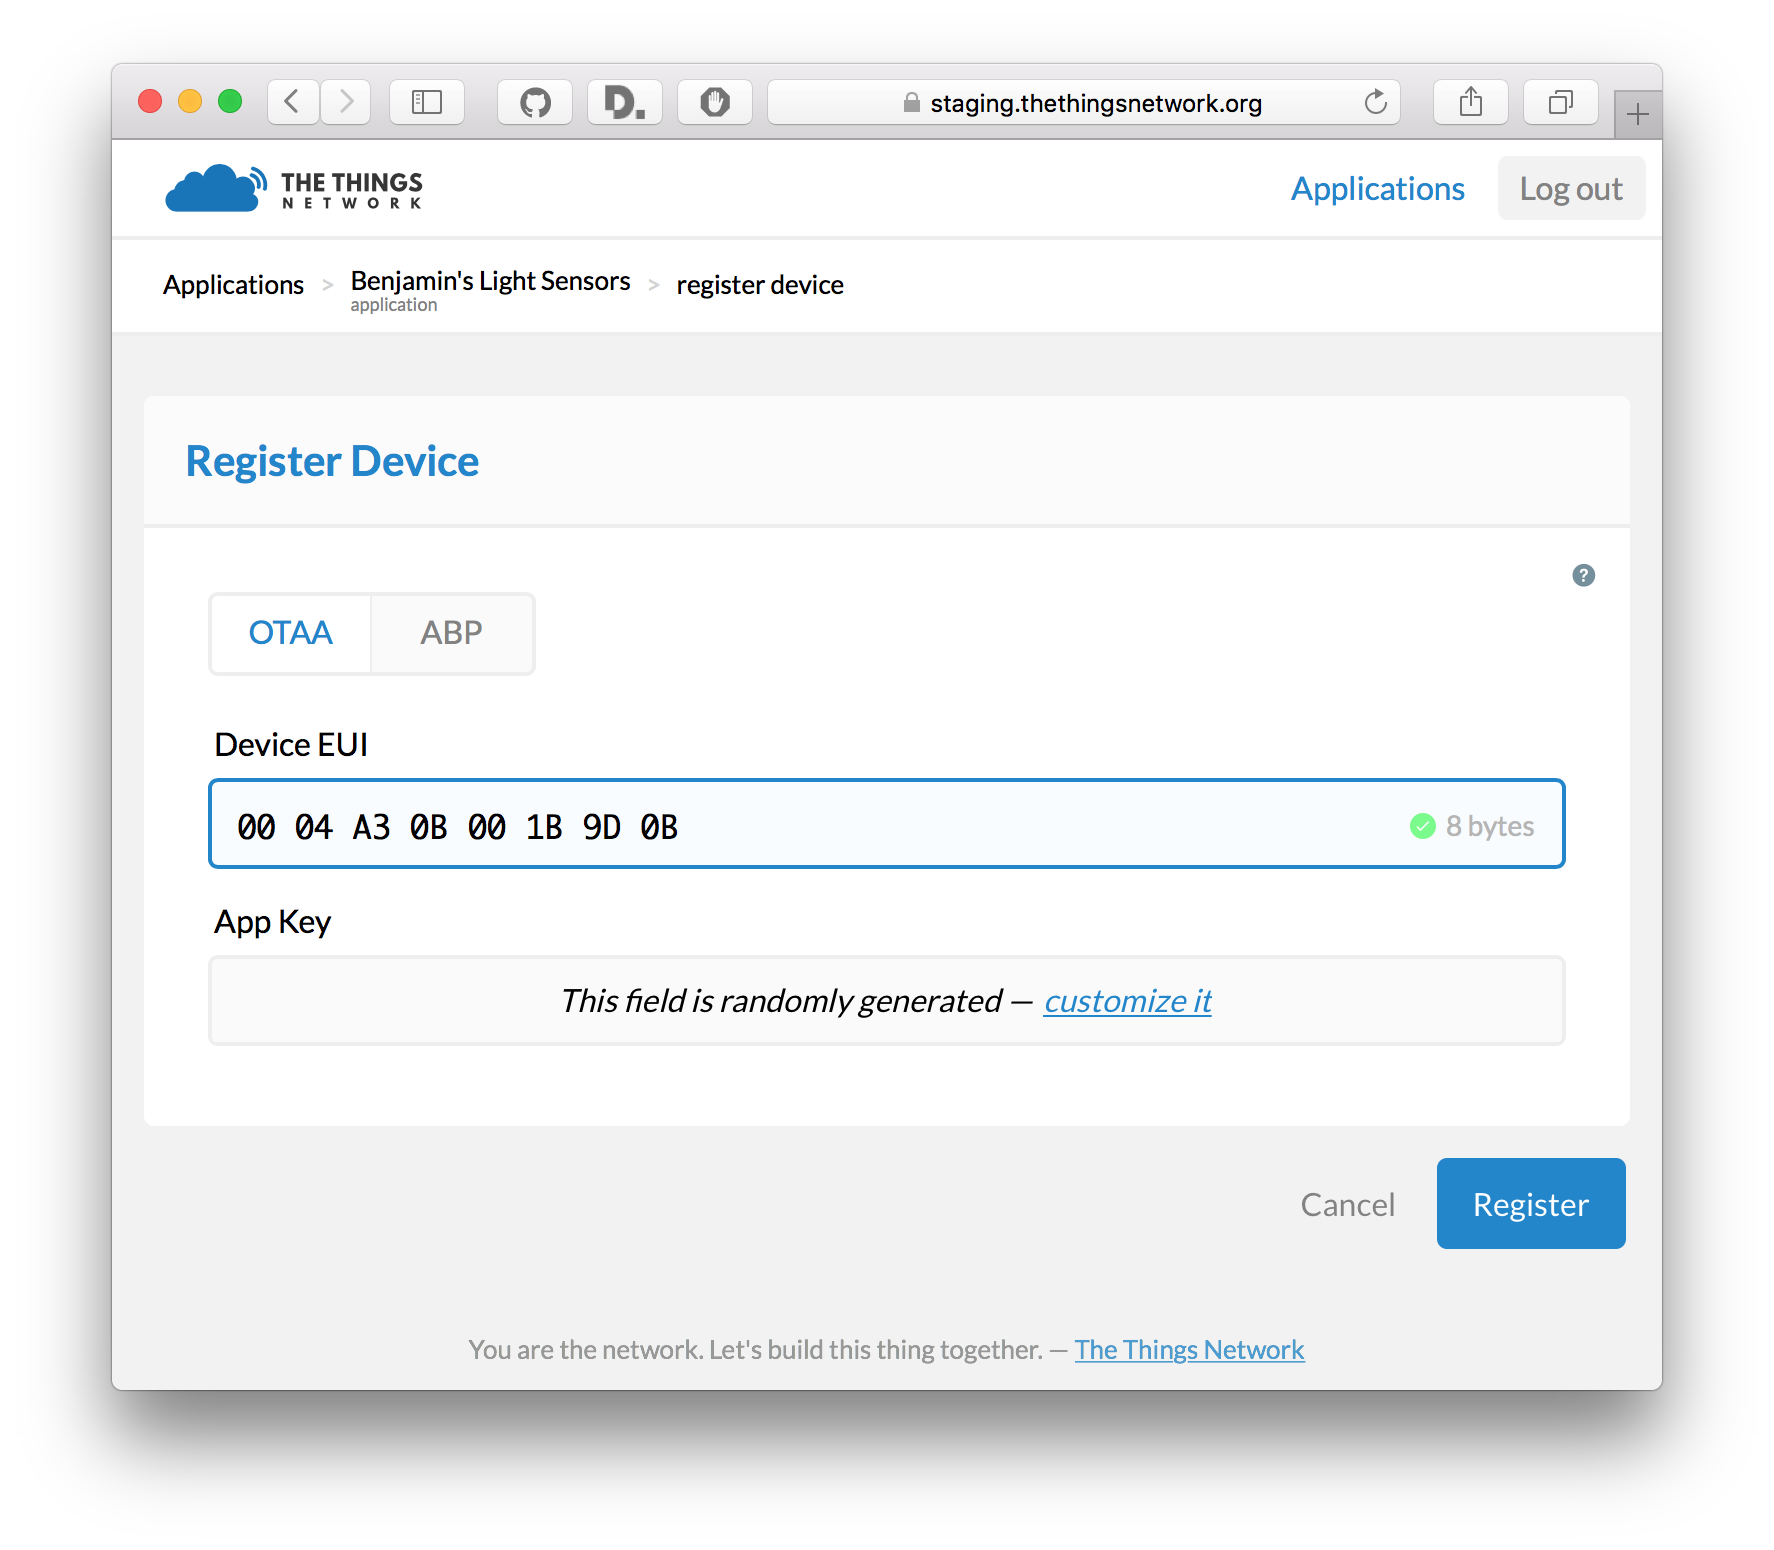 D.
staging.thethingsnetwork.org
THE THINGS
NETWORK
Applications
Log out
Applications > Benjamin's Light Sensors > register device
application
Register Device
?
OTAA
ABP
Device EUI
00 04 A3 0B 00 1B 9D 0B
8 bytes
App Key
This field is randomly generated — customize it
Cancel
Register
You are the network. Let's build this thing together. — The Things Network